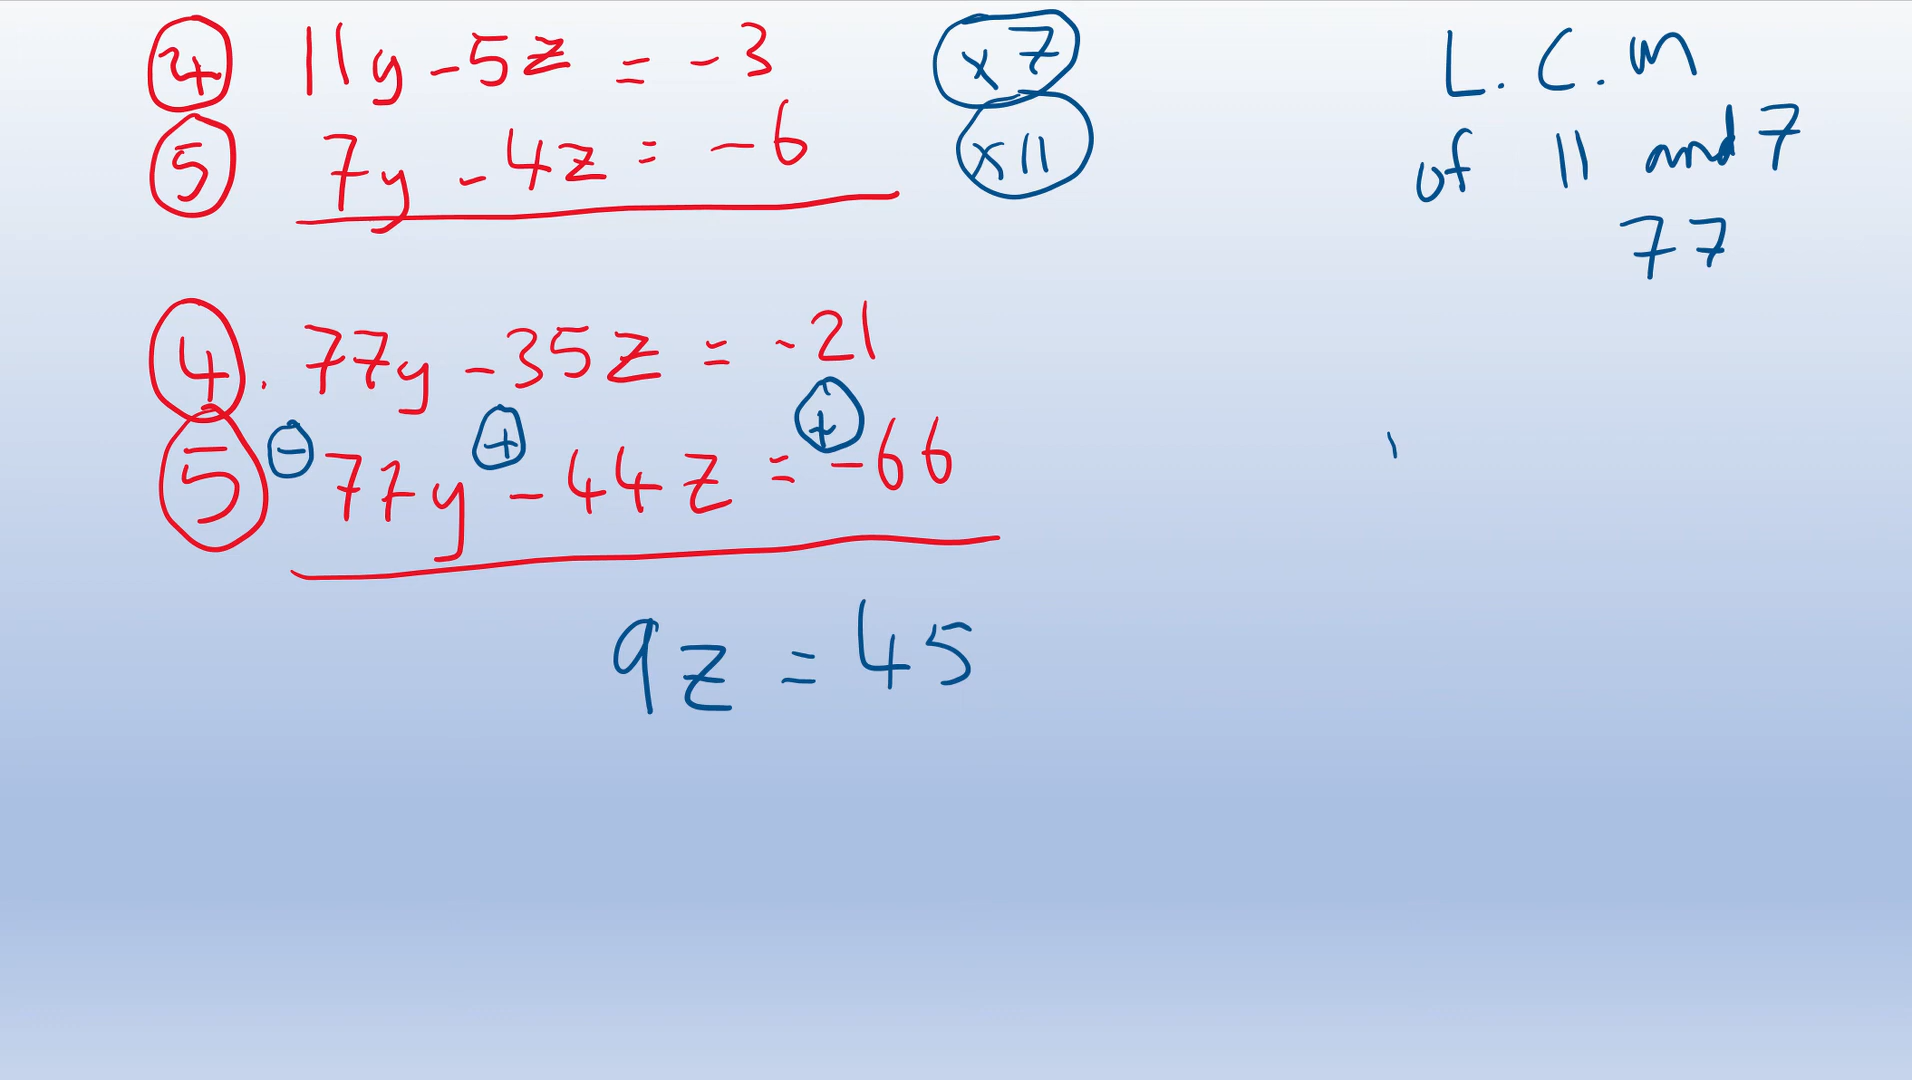 4 11y - 5z = -3 x7
5 7y - 4z = -6 x11
L.C.M
of 11 and 7
77
4. 77y - 35z = -21
- + +
5 77y - 44z = -66
9z = 45